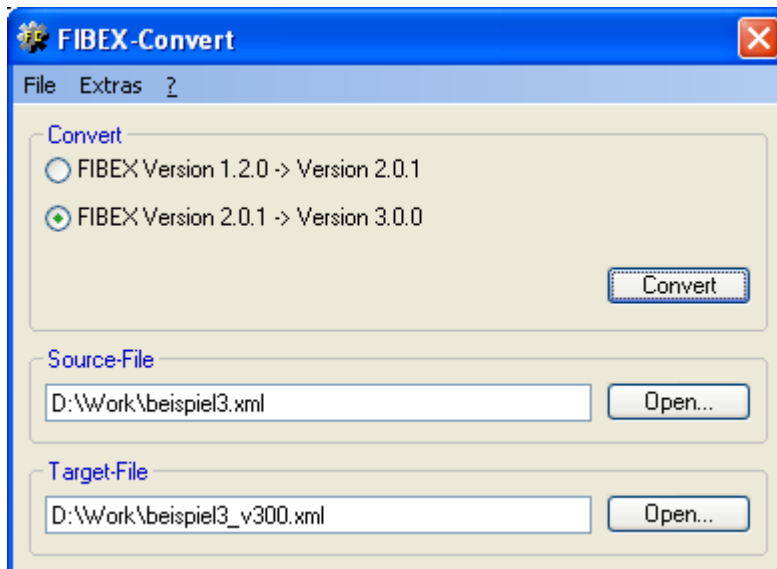 FIBEX-Convert
File Extras ?
Convert
FIBEX Version 1.2.0 -> Version 2.0.1
FIBEX Version 2.0.1 -> Version 3.0.0
Convert
Source-File
D:\Work\beispiel3.xml
Open...
Target-File
D:\Work\beispiel3_v300.xml
Open...